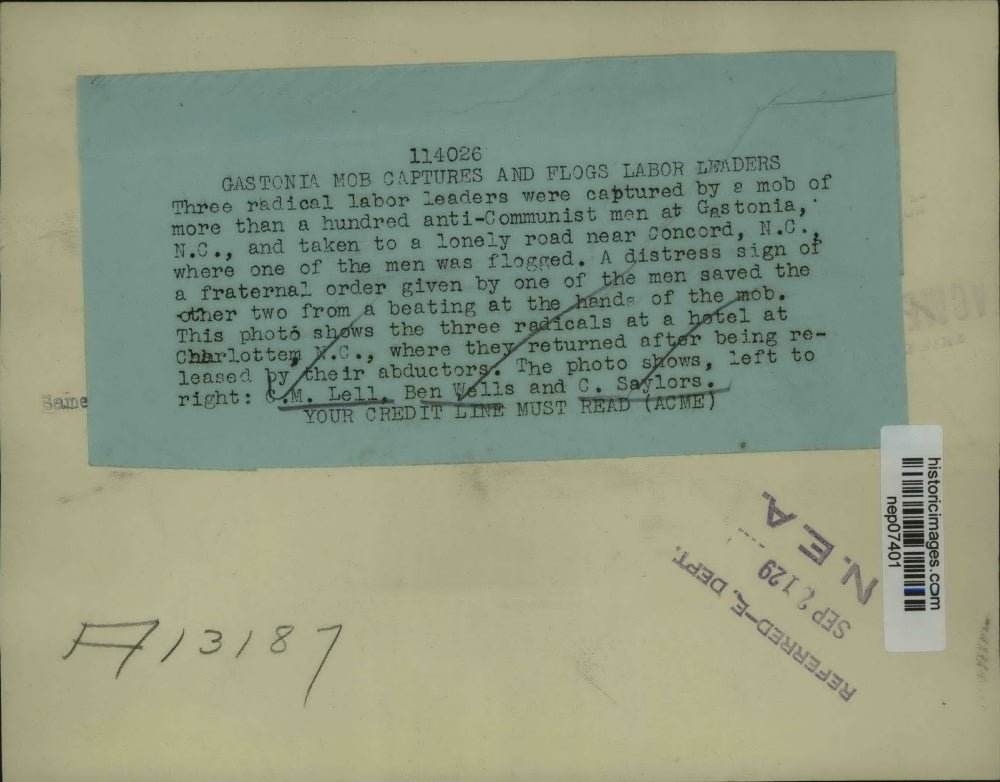 114026
GASTONIA MOB CAPTURES AND FLOGS LABOR LEADERS
Three radical labor leaders were captured by a mob of
more than a hundred anti-Communist men at Gastonia,
N.C., and taken to a lonely road near Concord, N.C.,
where one of the men was flogged. A distress sign of
a fraternal order given by one of the men saved the
other two from a beating at the hands of the mob.
This photo shows the three radicals at a hotel at
Charlotte, N.C., where they returned after being re-
leased by their abductors. The photo shows, left to
right: C.M. Lell, Ben Wells and C. Saylors.
YOUR CREDIT LINE MUST READ (ACME)
Same
historicimages.com
nep07401
N.E.A.
SEP 21 29
REFERRED-E. DEPT.
A13187